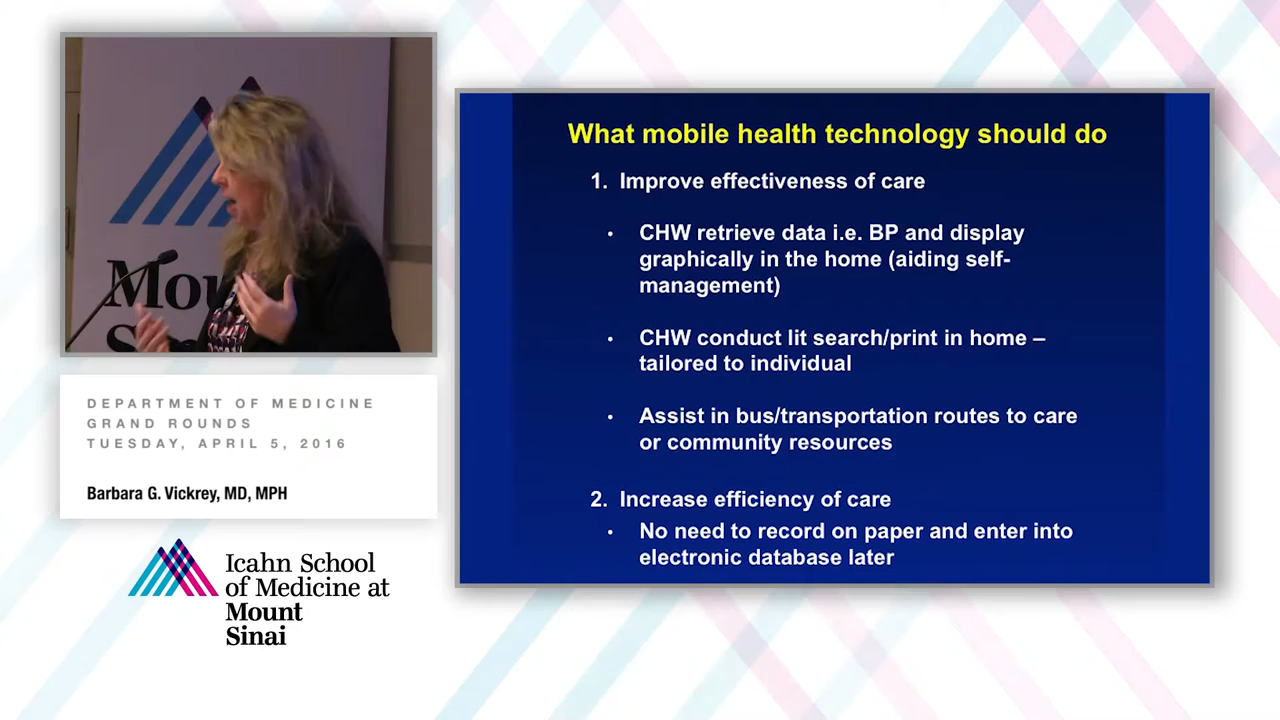 Mou
DEPARTMENT OF MEDICINE
GRAND ROUNDS
TUESDAY, APRIL 5, 2016
Barbara G. Vickrey, MD, MPH
Icahn School
of Medicine at
Mount
Sinai
What mobile health technology should do
1. Improve effectiveness of care
• CHW retrieve data i.e. BP and display
graphically in the home (aiding self-
management)
• CHW conduct lit search/print in home –
tailored to individual
• Assist in bus/transportation routes to care
or community resources
2. Increase efficiency of care
• No need to record on paper and enter into
electronic database later